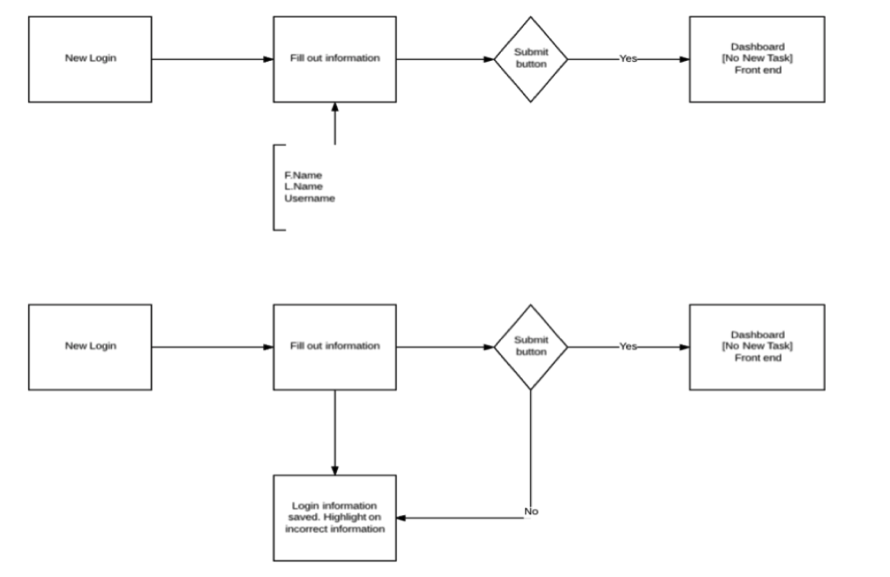 New Login
Fill out information
Submit
button
Yes
Dashboard
[No New Task]
Front end
F.Name
L.Name
Username
New Login
Fill out information
Submit
button
Yes
Dashboard
[No New Task]
Front end
Login information
saved. Highlight on
incorrect information
No